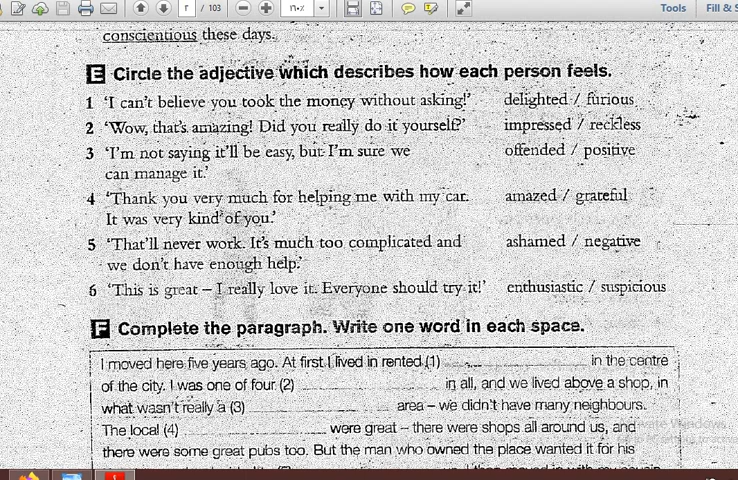 / 103
Tools
Fill & S
conscientious these days.
E Circle the adjective which describes how each person feels.
1 'I can't believe you took the money without asking!' delighted / furious
2 'Wow, that's amazing! Did you really do it yourself?' impressed / reckless
3 'I'm not saying it'll be easy, but I'm sure we offended / positive
can manage it.'
4 'Thank you very much for helping me with my car. amazed / grateful
It was very kind of you.'
5 'That'll never work. It's much too complicated and ashamed / negative
we don't have enough help.'
6 'This is great – I really love it. Everyone should try it!' enthusiastic / suspicious
F Complete the paragraph. Write one word in each space.
I moved here five years ago. At first I lived in rented (1) in the centre
of the city. I was one of four (2) in all, and we lived above a shop, in
what wasn't really a (3) area – we didn't have many neighbours.
The local (4) were great – there were shops all around us, and
there were some great pubs too. But the man who owned the place wanted it for his